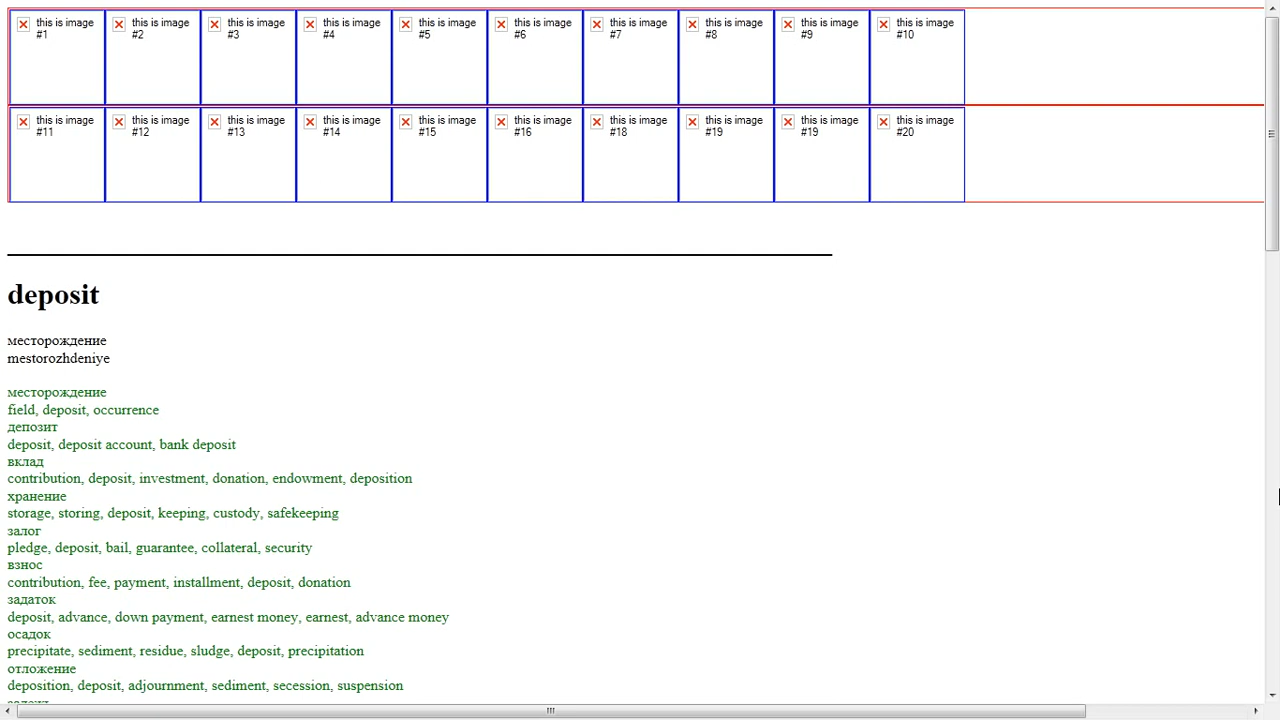 this is image #1
this is image #2
this is image #3
this is image #4
this is image #5
this is image #6
this is image #7
this is image #8
this is image #9
this is image #10
this is image #11
this is image #12
this is image #13
this is image #14
this is image #15
this is image #16
this is image #18
this is image #19
this is image #19
this is image #20
deposit
месторождение
mestorozhdeniye
месторождение
field, deposit, occurrence
депозит
deposit, deposit account, bank deposit
вклад
contribution, deposit, investment, donation, endowment, deposition
хранение
storage, storing, deposit, keeping, custody, safekeeping
залог
pledge, deposit, bail, guarantee, collateral, security
взнос
contribution, fee, payment, installment, deposit, donation
задаток
deposit, advance, down payment, earnest money, earnest, advance money
осадок
precipitate, sediment, residue, sludge, deposit, precipitation
отложение
deposition, deposit, adjournment, sediment, secession, suspension